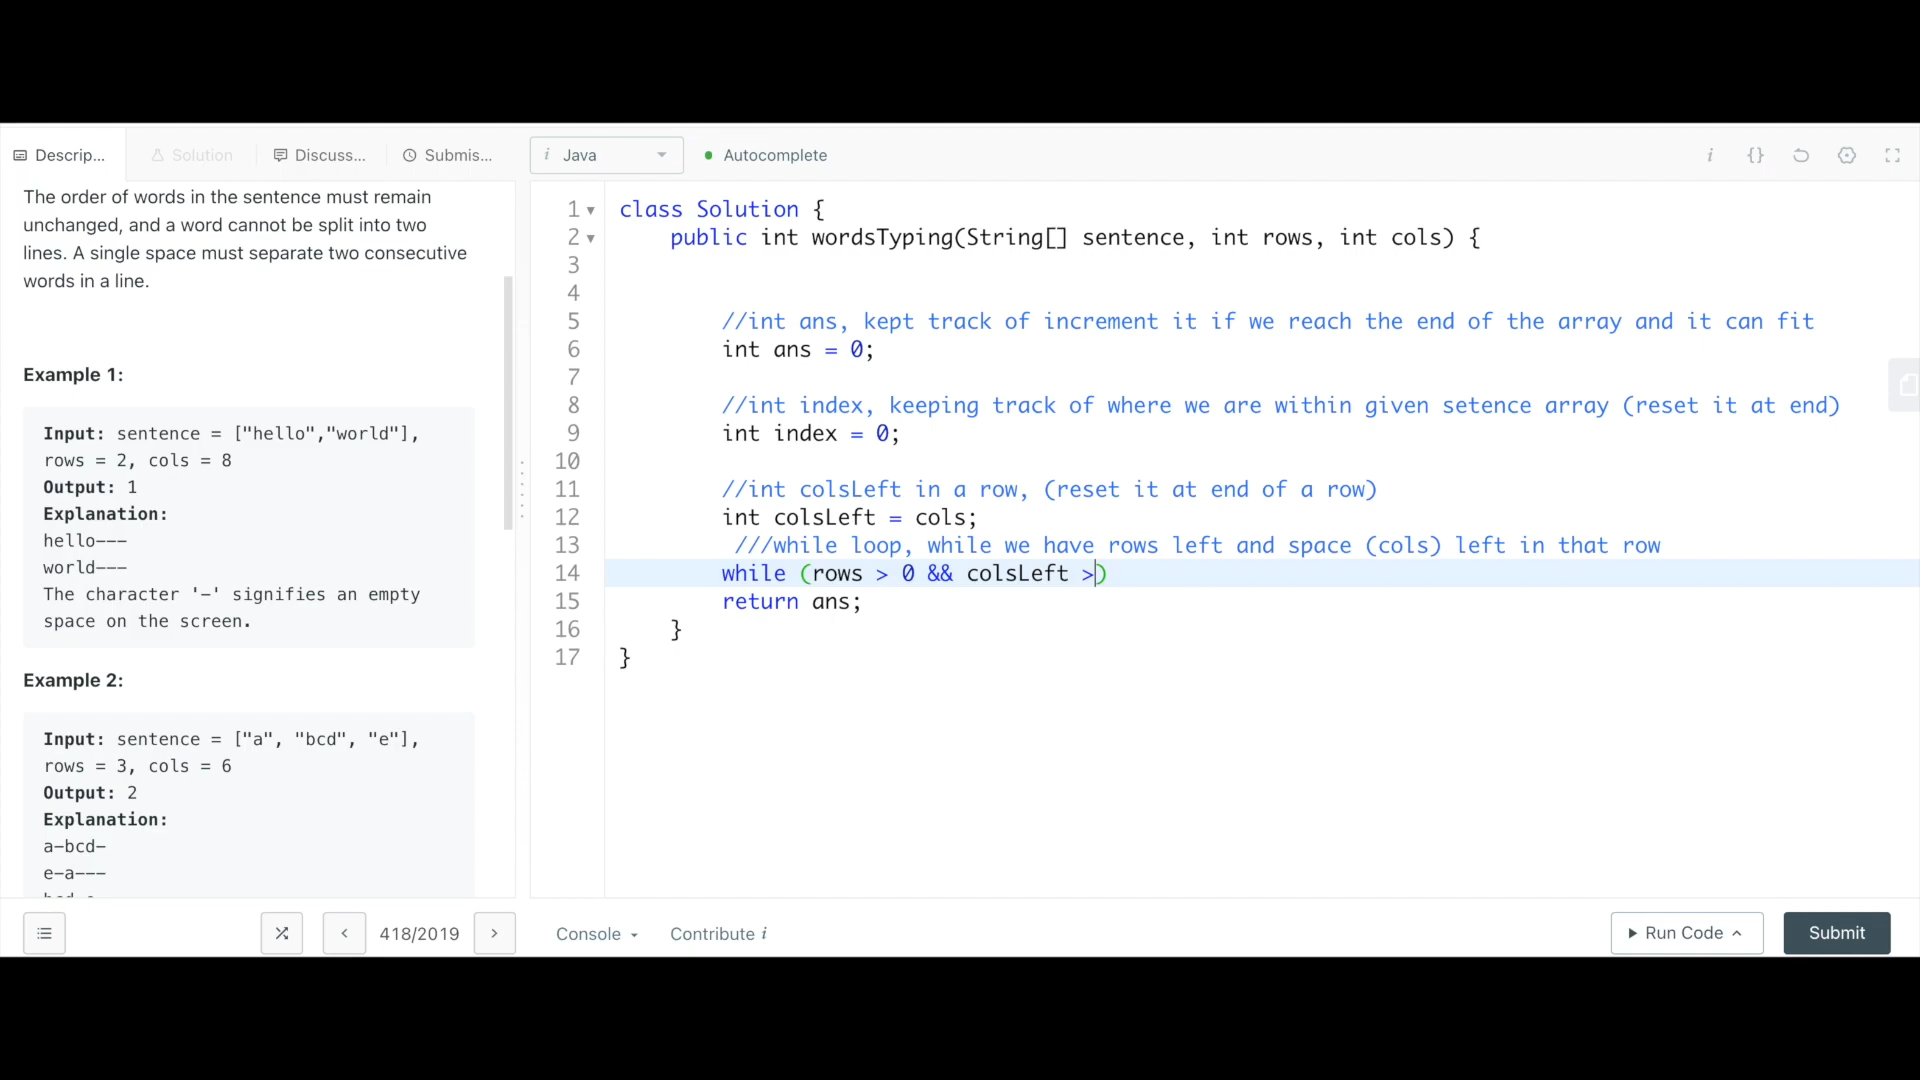 Descrip...
Solution
Discuss...
Submis...
i Java
Autocomplete
i {}
The order of words in the sentence must remain
unchanged, and a word cannot be split into two
lines. A single space must separate two consecutive
words in a line.
Example 1:
Input: sentence = ["hello","world"],
rows = 2, cols = 8
Output: 1
Explanation:
hello---
world---
The character '-' signifies an empty
space on the screen.
Example 2:
Input: sentence = ["a", "bcd", "e"],
rows = 3, cols = 6
Output: 2
Explanation:
a-bcd-
e-a---
1 class Solution {
2 public int wordsTyping(String[] sentence, int rows, int cols) {
3
4
5 //int ans, kept track of increment it if we reach the end of the array and it can fit
6 int ans = 0;
7
8 //int index, keeping track of where we are within given setence array (reset it at end)
9 int index = 0;
10
11 //int colsLeft in a row, (reset it at end of a row)
12 int colsLeft = cols;
13 ///while loop, while we have rows left and space (cols) left in that row
14 while (rows > 0 && colsLeft >)
15 return ans;
16 }
17 }
418/2019
Console
Contribute i
Run Code
Submit